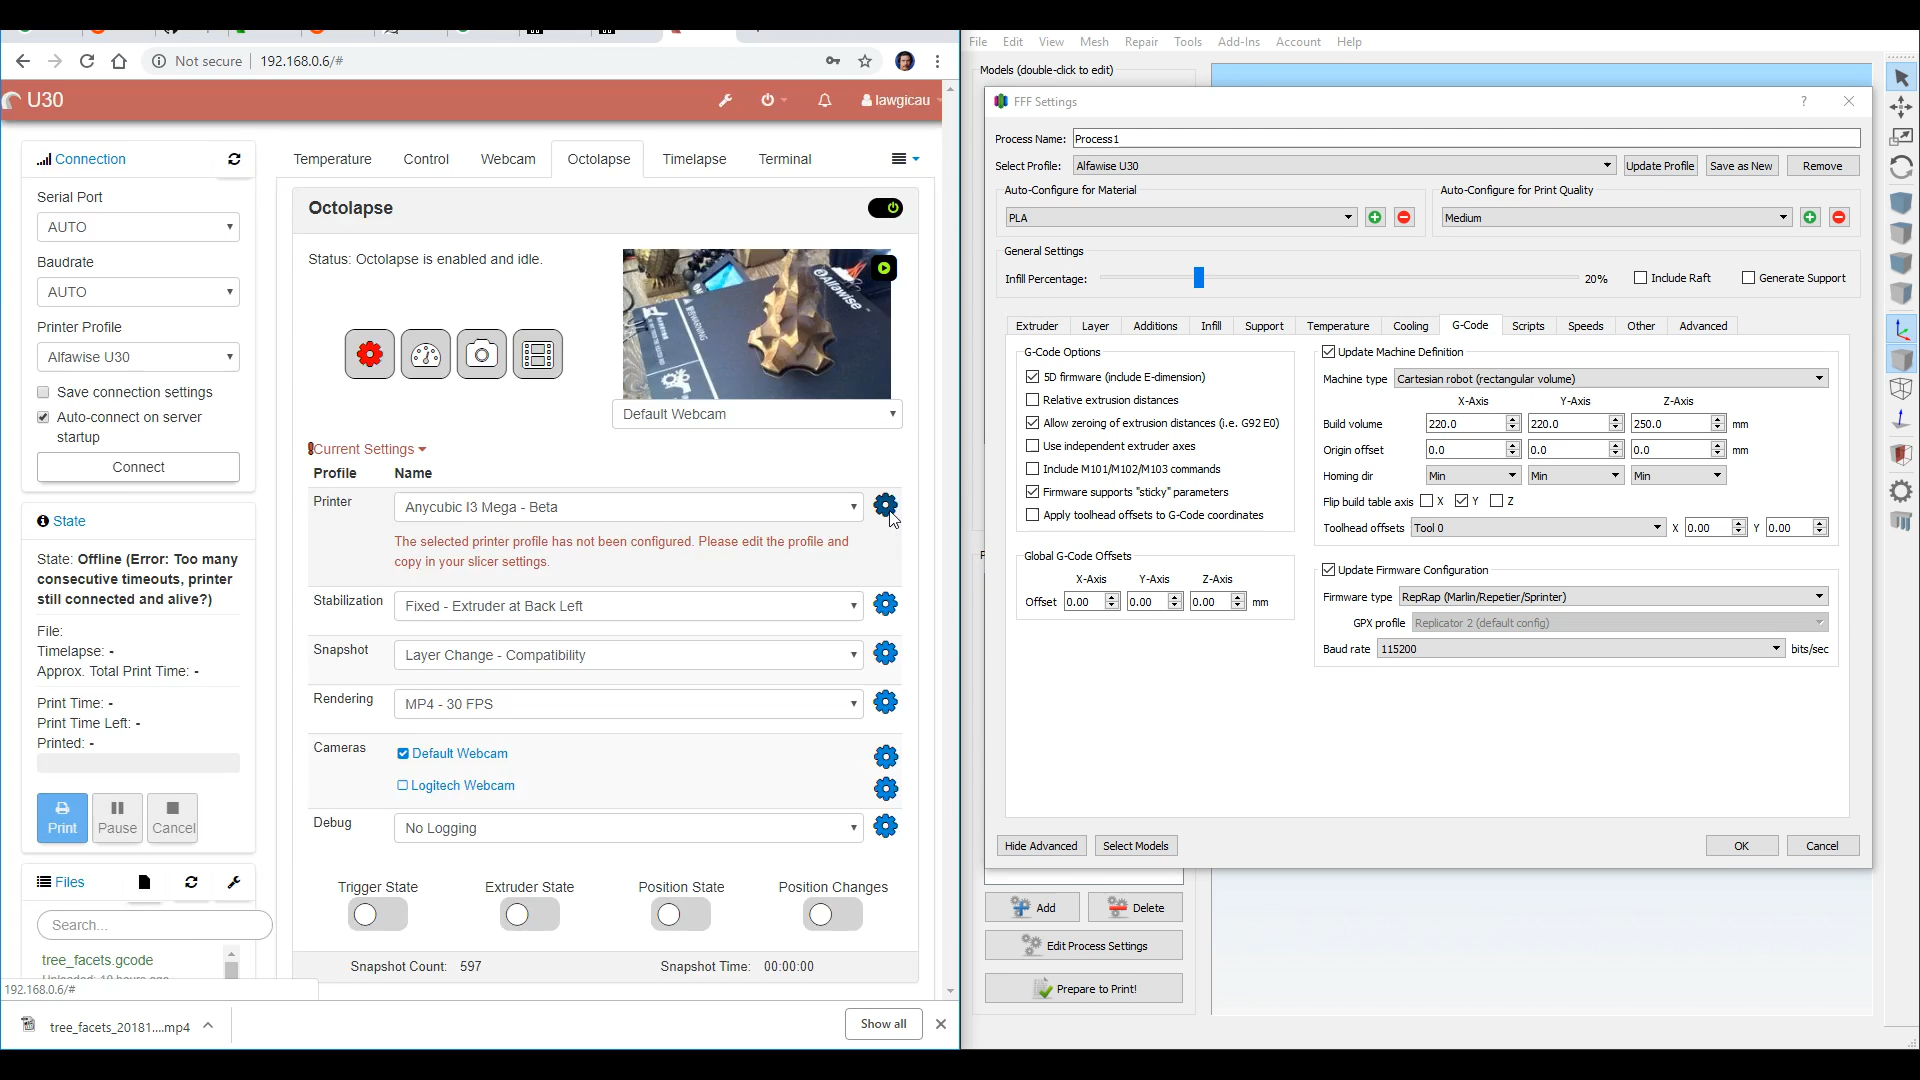 Not secure
192.168.0.6/#
U30
lawgicau
Connection
Serial Port
AUTO
Baudrate
AUTO
Printer Profile
Alfawise U30
Save connection settings
Auto-connect on server
startup
Connect
State
State: Offline (Error: Too many
consecutive timeouts, printer
still connected and alive?)
File:
Timelapse: -
Approx. Total Print Time: -
Print Time: -
Print Time Left: -
Printed: -
Print
Pause
Cancel
Files
Search...
tree_facets.gcode
192.168.0.6/#
Temperature
Control
Webcam
Octolapse
Timelapse
Terminal
Octolapse
Status: Octolapse is enabled and idle.
@Alfawise
WARNING
Default Webcam
Current Settings
Profile
Name
Printer
Anycubic I3 Mega - Beta
The selected printer profile has not been configured. Please edit the profile and
copy in your slicer settings.
Stabilization
Fixed - Extruder at Back Left
Snapshot
Layer Change - Compatibility
Rendering
MP4 - 30 FPS
Cameras
Default Webcam
Logitech Webcam
Debug
No Logging
Trigger State
Extruder State
Position State
Position Changes
Snapshot Count: 597
Snapshot Time: 00:00:00
tree_facets_20181....mp4
Show all
File
Edit
View
Mesh
Repair
Tools
Add-Ins
Account
Help
Models (double-click to edit)
FFF Settings
?
Process Name: Process1
Select Profile: Alfawise U30
Update Profile
Save as New
Remove
Auto-Configure for Material
PLA
Auto-Configure for Print Quality
Medium
General Settings
Infill Percentage:
20%
Include Raft
Generate Support
Extruder
Layer
Additions
Infill
Support
Temperature
Cooling
G-Code
Scripts
Speeds
Other
Advanced
G-Code Options
5D firmware (include E-dimension)
Relative extrusion distances
Allow zeroing of extrusion distances (i.e. G92 E0)
Use independent extruder axes
Include M101/M102/M103 commands
Firmware supports "sticky" parameters
Apply toolhead offsets to G-Code coordinates
Global G-Code Offsets
X-Axis
Y-Axis
Z-Axis
Offset 0.00 0.00 0.00 mm
Update Machine Definition
Machine type Cartesian robot (rectangular volume)
X-Axis
Y-Axis
Z-Axis
Build volume 220.0 220.0 250.0 mm
Origin offset 0.0 0.0 0.0 mm
Homing dir Min Min Min
Flip build table axis X Y Z
Toolhead offsets Tool 0 X 0.00 Y 0.00
Update Firmware Configuration
Firmware type RepRap (Marlin/Repetier/Sprinter)
GPX profile Replicator 2 (default config)
Baud rate 115200 bits/sec
Hide Advanced
Select Models
OK
Cancel
Add
Delete
Edit Process Settings
Prepare to Print!